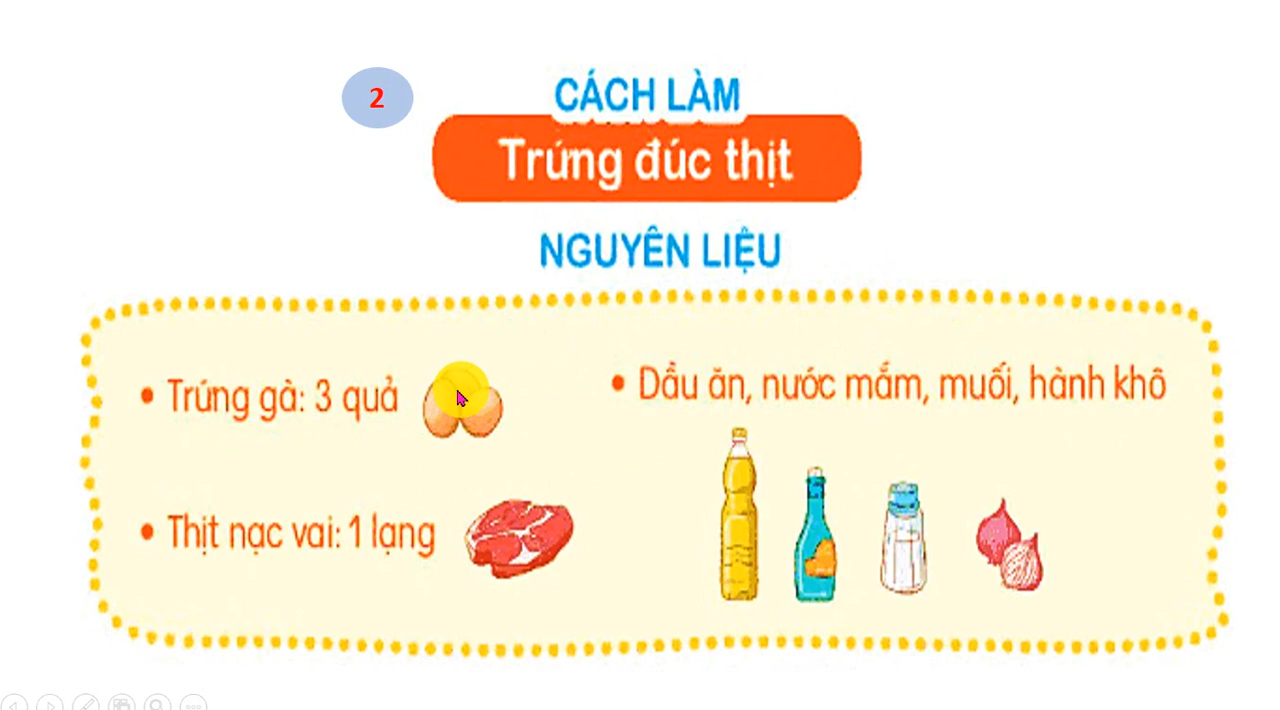 2
CÁCH LÀM
Trứng đúc thịt
NGUYÊN LIỆU
• Trứng gà: 3 quả
• Thịt nạc vai: 1 lạng
• Dầu ăn, nước mắm, muối, hành khô